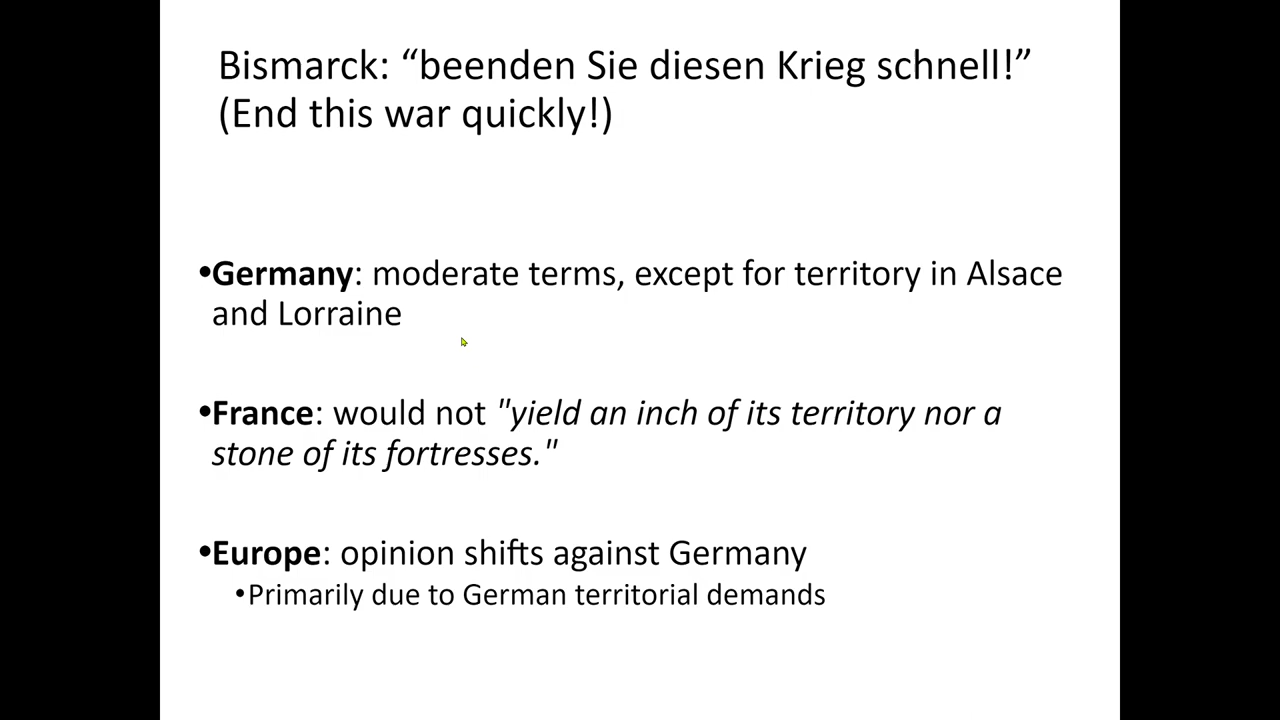 Bismarck: “beenden Sie diesen Krieg schnell!”
(End this war quickly!)
•Germany: moderate terms, except for territory in Alsace
and Lorraine
•France: would not "yield an inch of its territory nor a
stone of its fortresses."
•Europe: opinion shifts against Germany
•Primarily due to German territorial demands